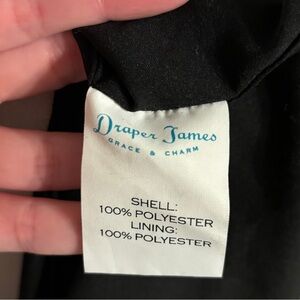 Draper James
GRACE & CHARM
SHELL:
100% POLYESTER
LINING:
100% POLYESTER